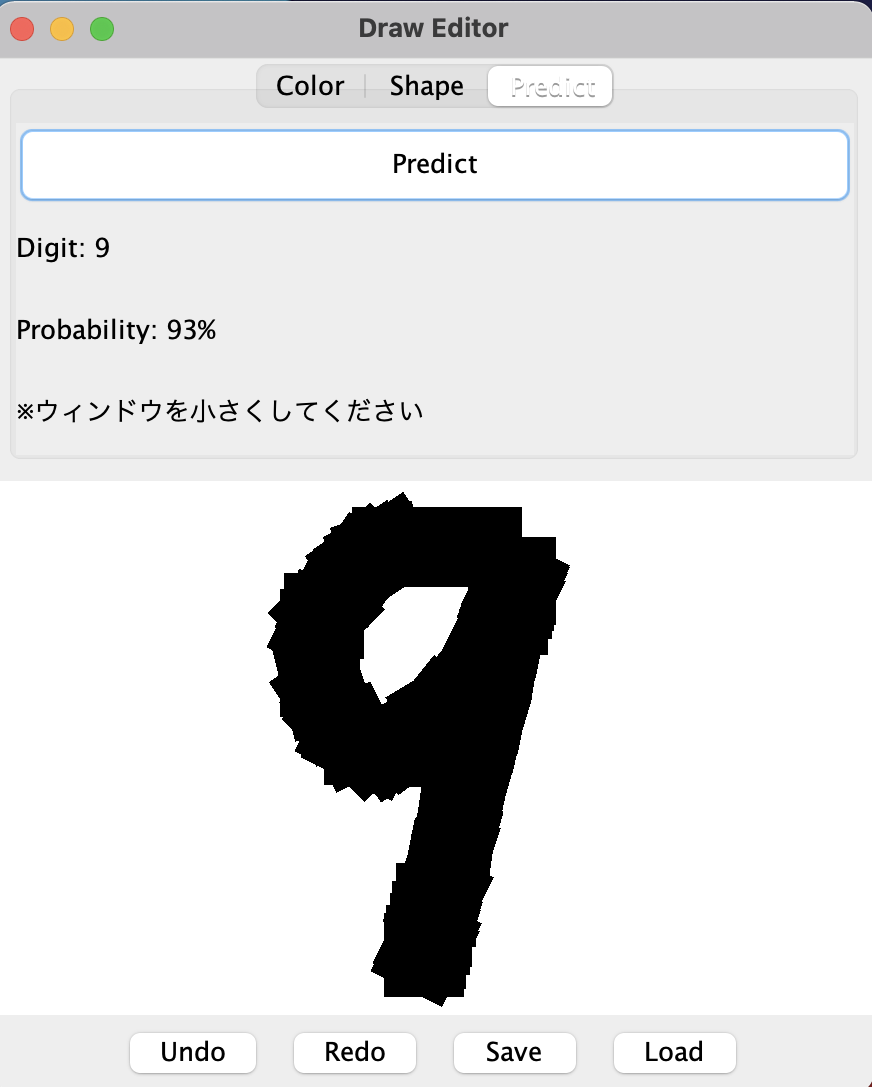 Draw Editor
Color Shape Predict
Predict
Digit: 9
Probability: 93%
※ウィンドウを小さくしてください
9
Undo Redo Save Load